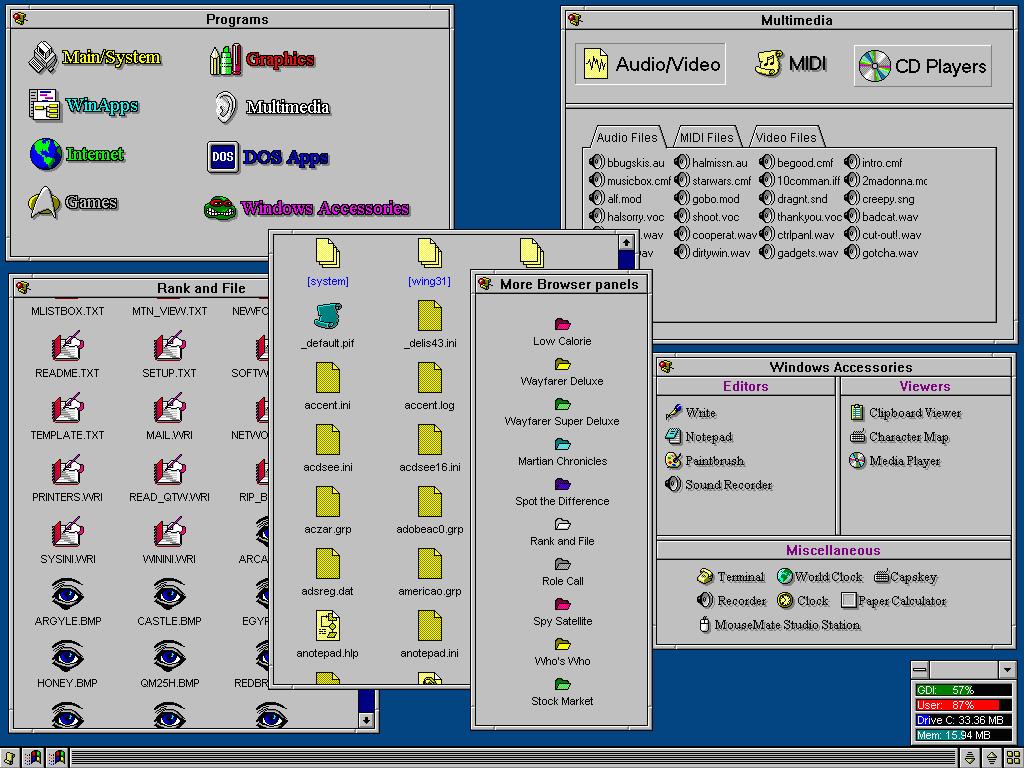 Programs
Main/System
Graphics
WinApps
Multimedia
Internet
DOS
DOS Apps
Games
Windows Accessories
Multimedia
Audio/Video
MIDI
CD Players
Audio Files
MIDI Files
Video Files
bbugskis.au
halmissn.au
begood.cmf
intro.cmf
musicbox.cmf
starwars.cmf
10comman.iff
2madonna.mo
alf.mod
gobo.mod
dragnt.snd
creepy.sng
halsorry.voc
shoot.voc
thankyou.voc
badcat.wav
.wav
cooperat.wav
ctrlpanl.wav
cut-out!.wav
.wav
dirtywin.wav
gadgets.wav
gotcha.wav
Rank and File
MLISTBOX.TXT
MTN_VIEW.TXT
NEWFO
README.TXT
SETUP.TXT
SOFTW
TEMPLATE.TXT
MAIL.WRI
NETWO
PRINTERS.WRI
READ_QTW.WRI
RIP_B
SYSINI.WRI
WININI.WRI
ARCA
ARGYLE.BMP
CASTLE.BMP
EGYP
HONEY.BMP
QM25H.BMP
REDBR
[system]
[wing31]
_default.pif
_delis43.ini
accent.ini
accent.log
acdsee.ini
acdsee16.ini
aczar.grp
adobeac0.grp
adsreg.dat
americao.grp
anotepad.hlp
anotepad.ini
More Browser panels
Low Calorie
Wayfarer Deluxe
Wayfarer Super Deluxe
Martian Chronicles
Spot the Difference
Rank and File
Role Call
Spy Satellite
Who's Who
Stock Market
Windows Accessories
Editors
Viewers
Write
Clipboard Viewer
Notepad
Character Map
Paintbrush
Media Player
Sound Recorder
Miscellaneous
Terminal
World Clock
Capskey
Recorder
Clock
Paper Calculator
MouseMate Studio Station
GDI: 57%
User: 87%
Drive C: 33.36 MB
Mem: 15.94 MB